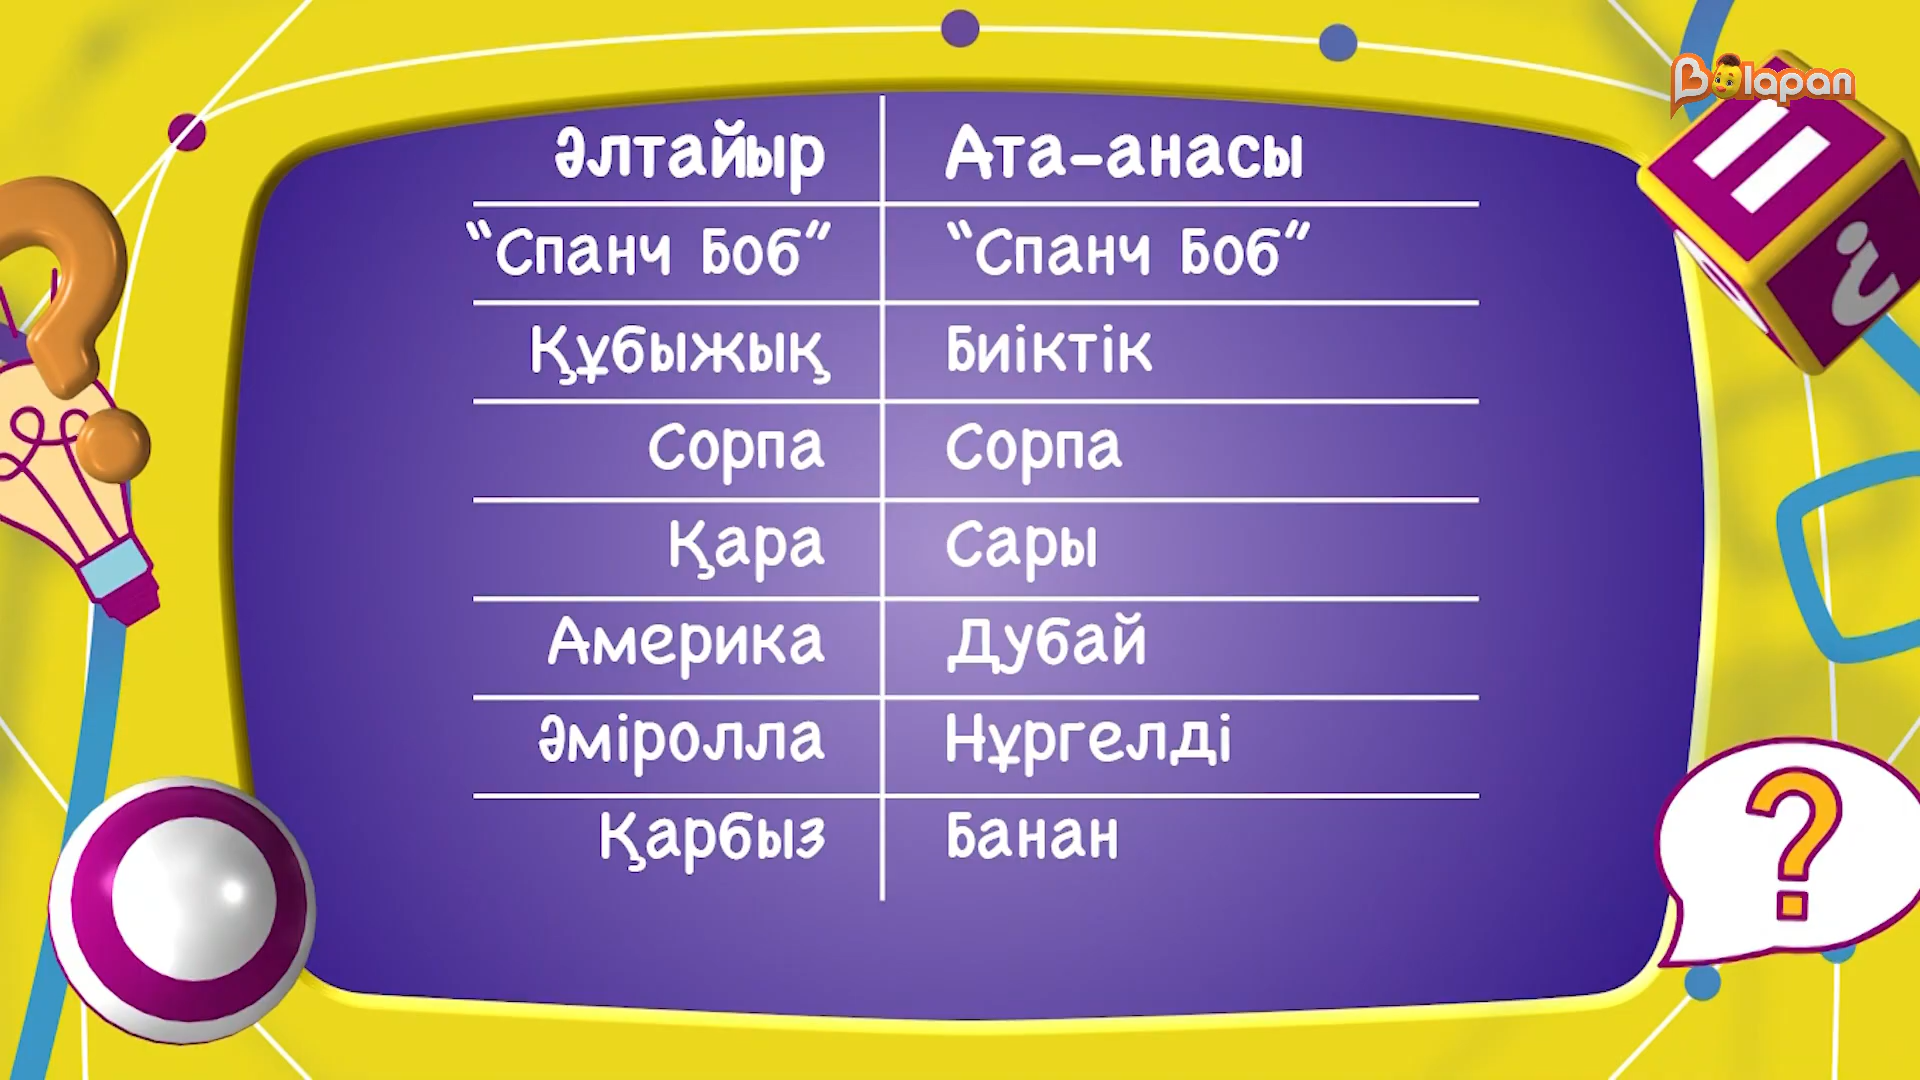 Balapan
Әлтайыр Ата-анасы
"Спанч Боб" "Спанч Боб"
Құбыжық Биіктік
Сорпа Сорпа
Қара Сары
Америка Дубай
Әміролла Нұргелді
Қарбыз Банан